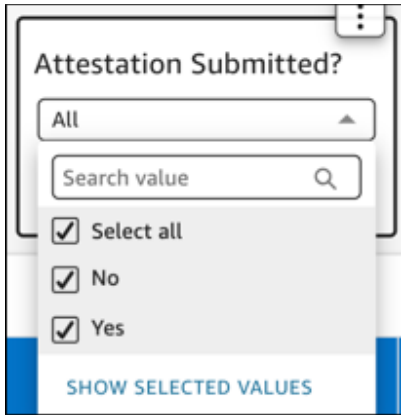 Attestation Submitted?
All
Search value
Select all
No
Yes
SHOW SELECTED VALUES